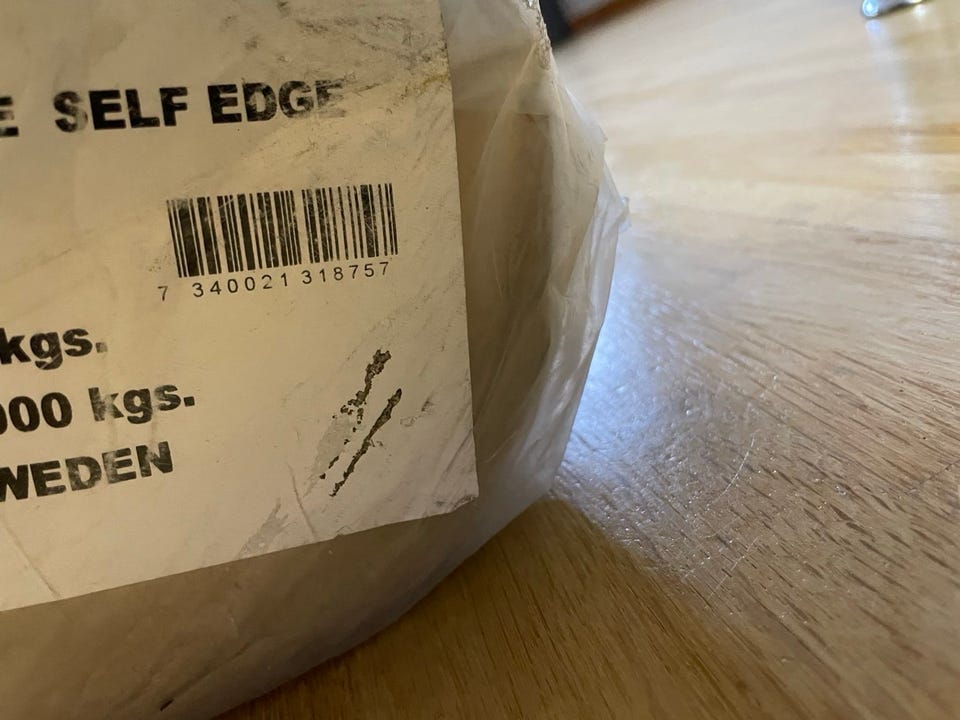 E SELF EDGE
7 340021 318757
kgs.
000 kgs.
WEDEN